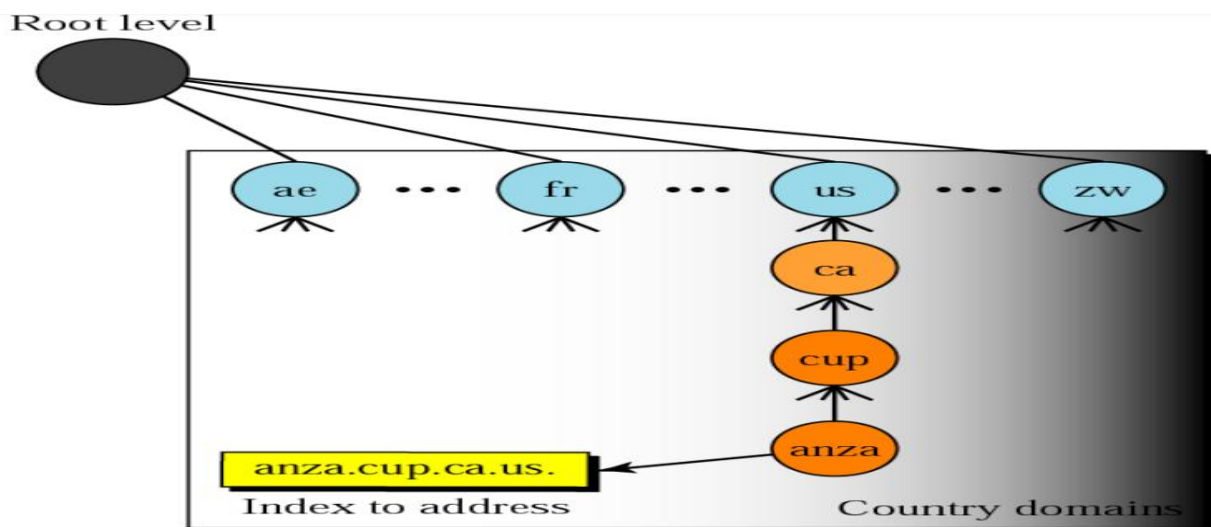 Root level
ae ••• fr ••• us ••• zw
ca
cup
anza
anza.cup.ca.us.
Index to address
Country domains